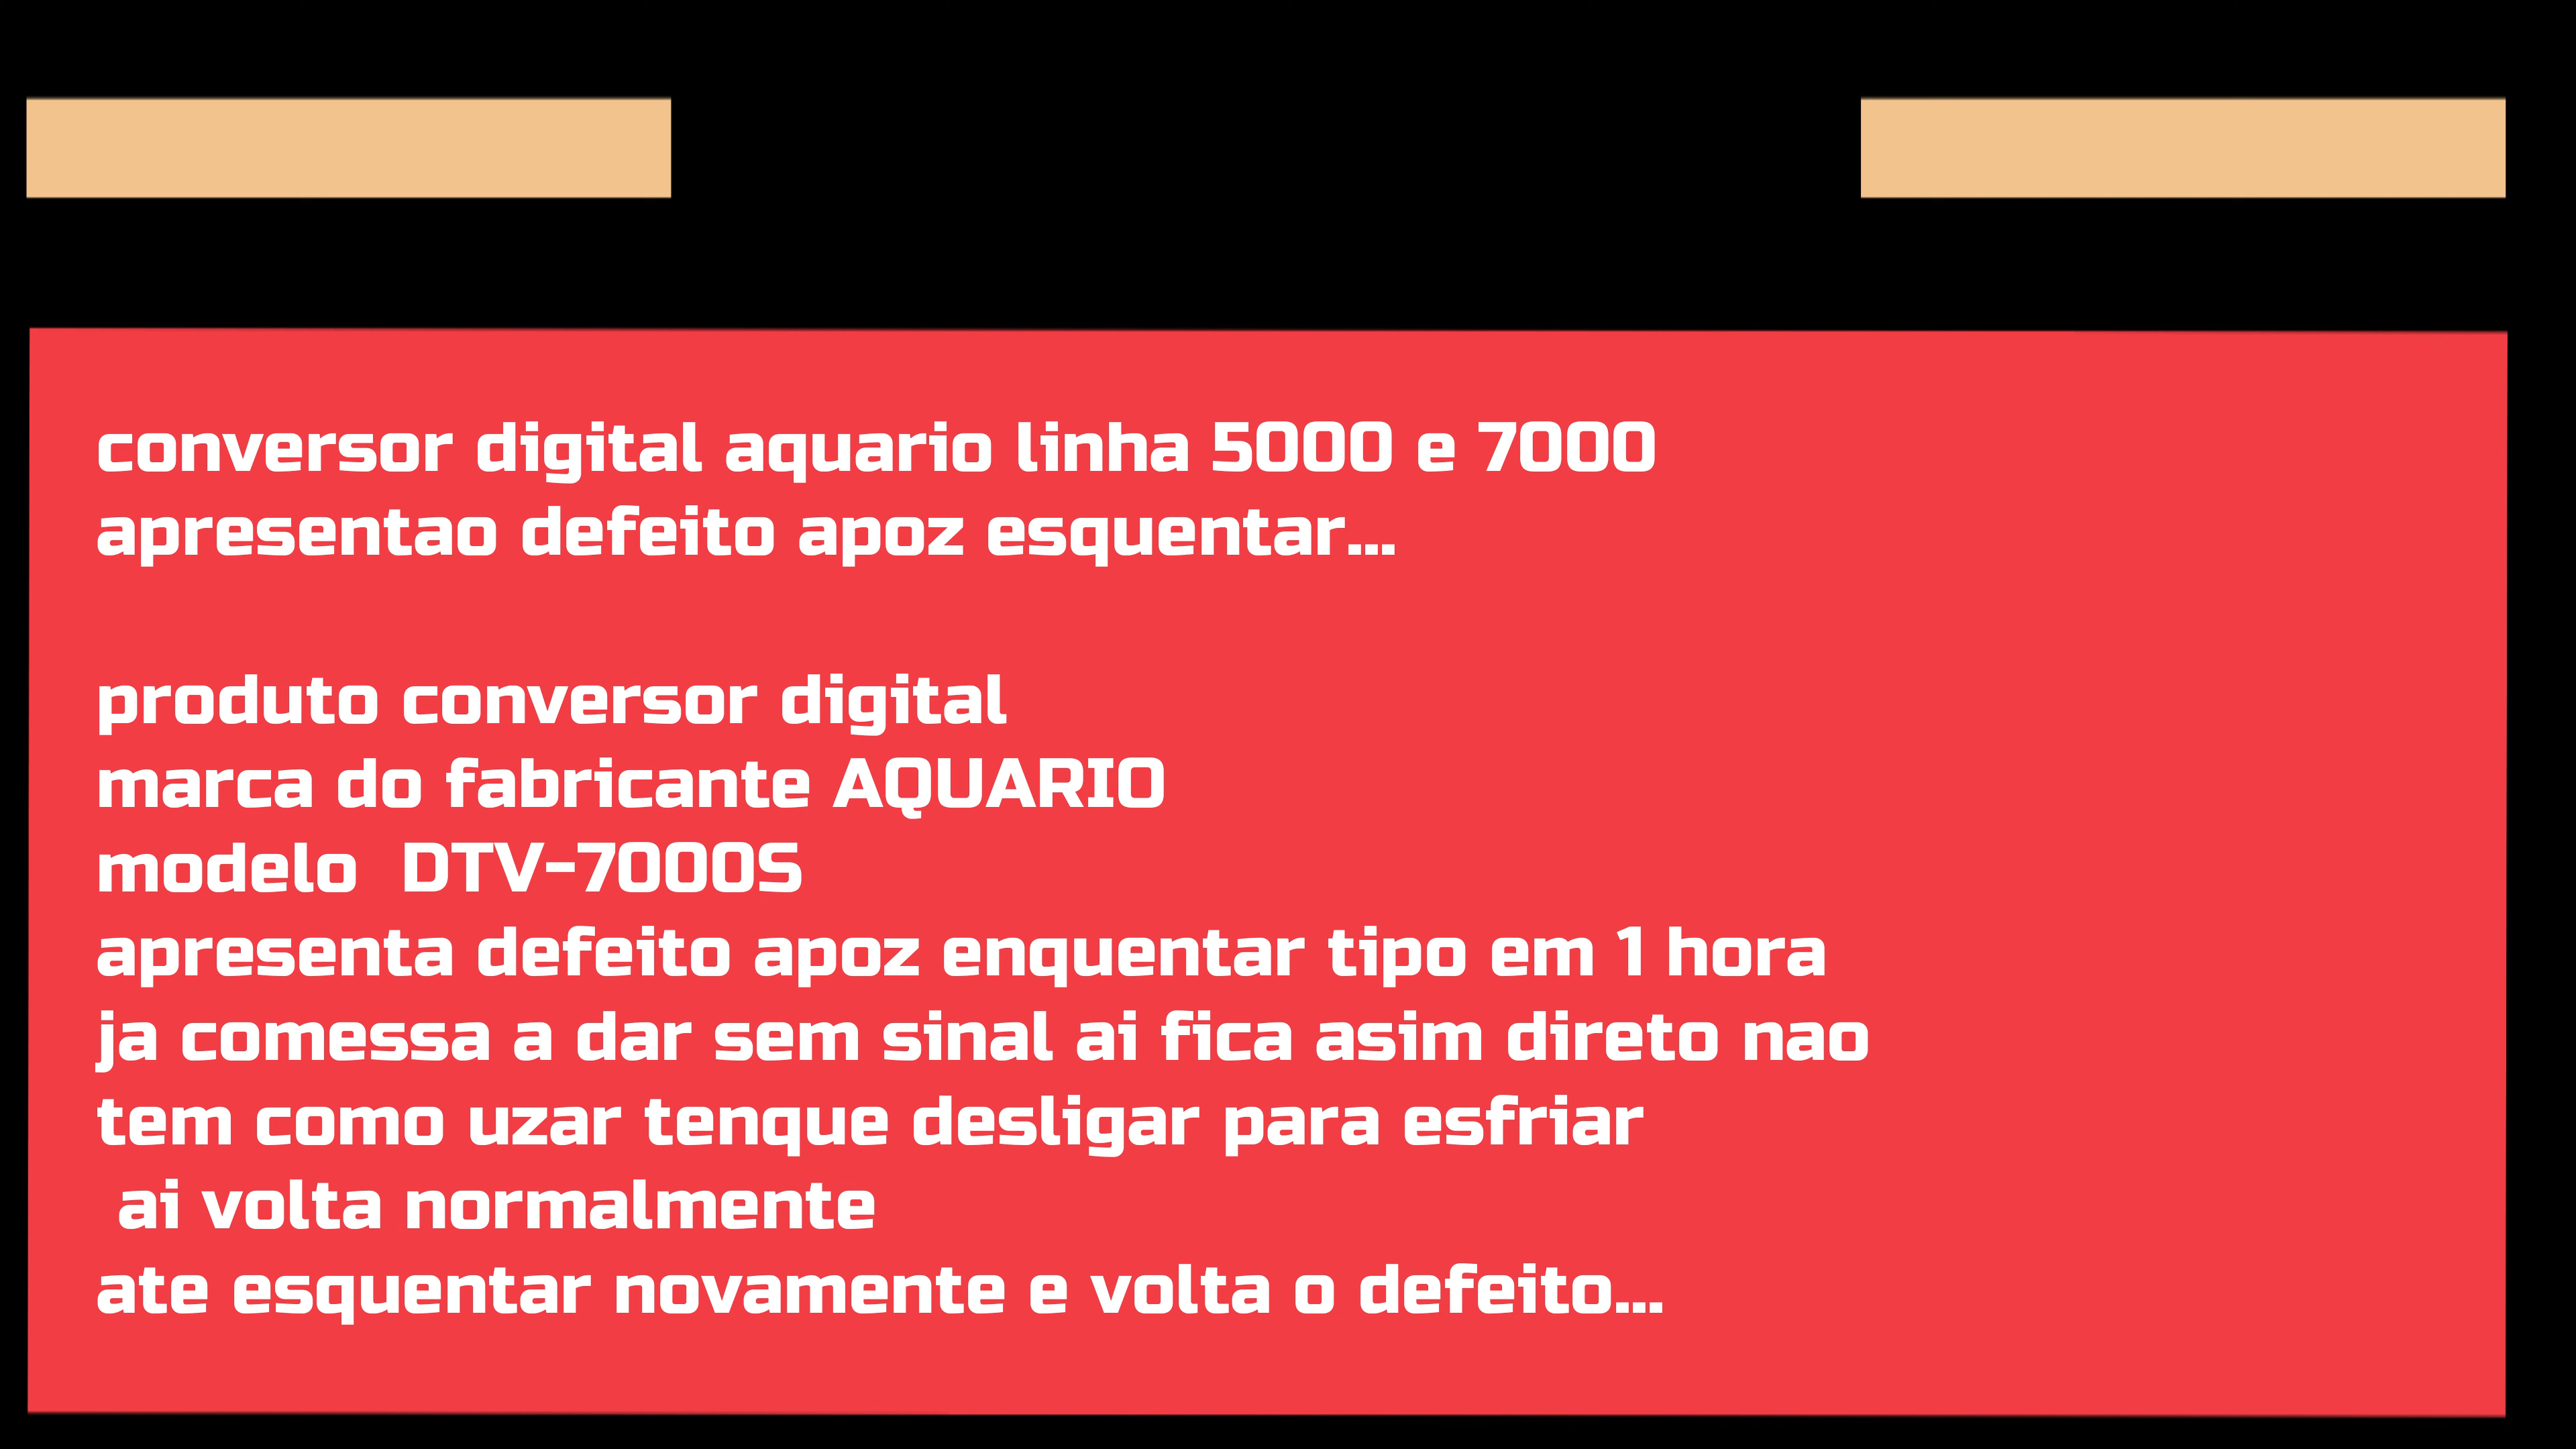 conversor digital aquario linha 5000 e 7000
apresentao defeito apoz esquentar...
produto conversor digital
marca do fabricante AQUARIO
modelo DTV-7000S
apresenta defeito apoz enquentar tipo em 1 hora
ja comessa a dar sem sinal ai fica asim direto nao
tem como uzar tenque desligar para esfriar
ai volta normalmente
ate esquentar novamente e volta o defeito...